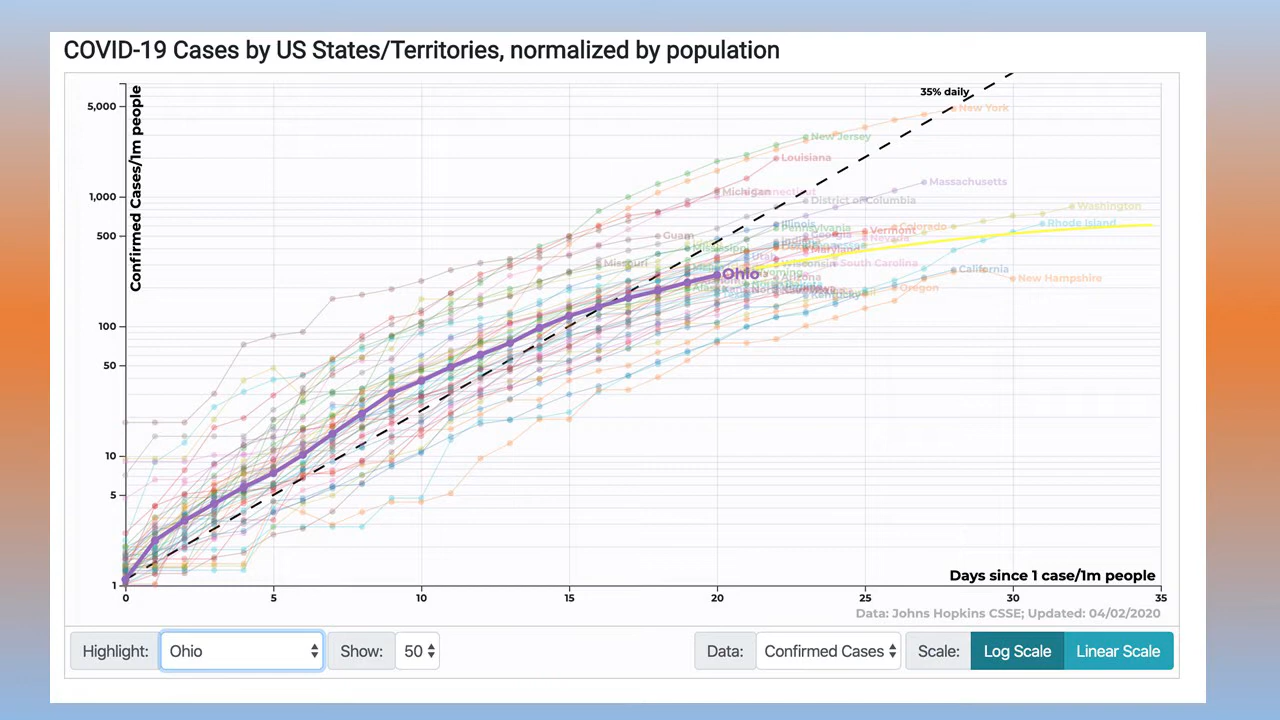 COVID-19 Cases by US States/Territories, normalized by population
Confirmed Cases/1m people
5,000
1,000
500
100
50
10
5
1
35% daily
New York
New Jersey
Louisiana
Massachusetts
Michigan
Connecticut
District of Columbia
Washington
Rhode Island
Illinois
Pennsylvania
Colorado
Vermont
Guam
Georgia
Nevada
Mississippi
Maryland
Utah
Missouri
Wisconsin
South Carolina
Ohio
California
Arizona
New Hampshire
Oregon
Kentucky
0
5
10
15
20
25
30
35
Days since 1 case/1m people
Data: Johns Hopkins CSSE; Updated: 04/02/2020
Highlight: Ohio Show: 50 Data: Confirmed Cases Scale: Log Scale Linear Scale